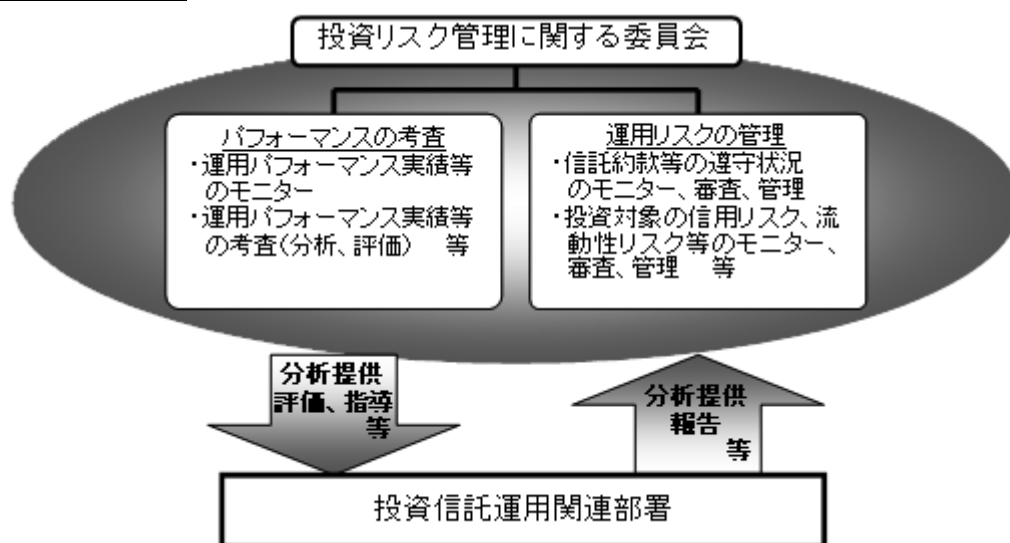 投資リスク管理に関する委員会
パフォーマンスの考査
・運用パフォーマンス実績等
のモニター
・運用パフォーマンス実績等
の考査(分析、評価) 等
運用リスクの管理
・信託約款等の遵守状況
のモニター、審査、管理
・投資対象の信用リスク、流
動性リスク等のモニター、
審査、管理 等
分析提供
評価、指導
等
分析提供
報告
等
投資信託運用関連部署